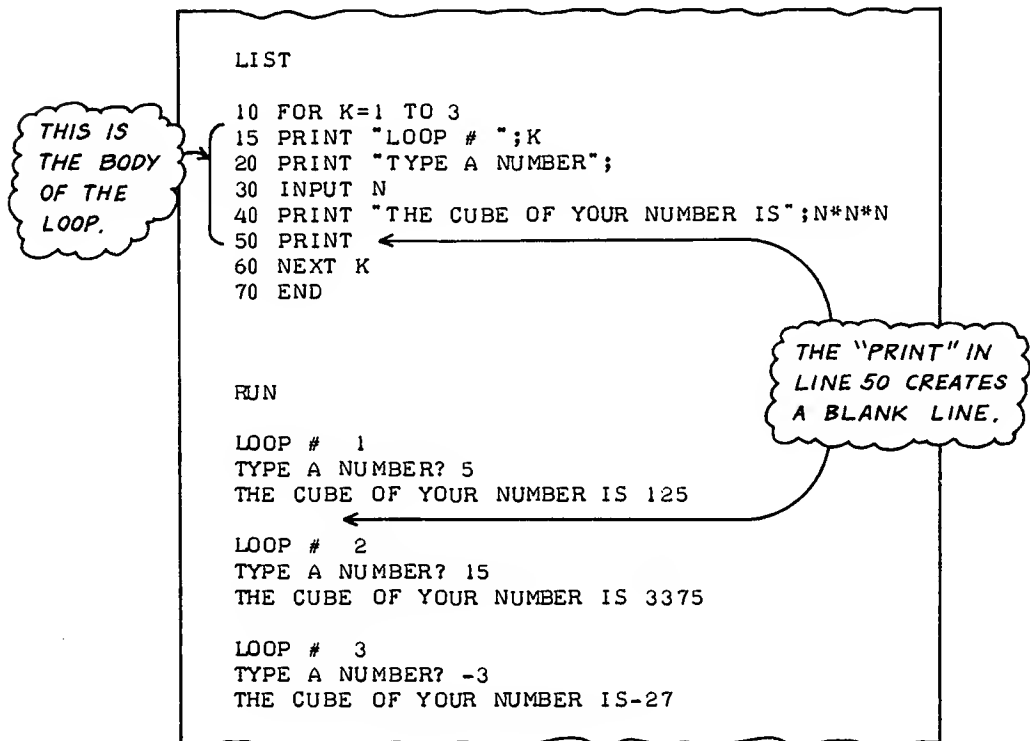 LIST
10 FOR K=1 TO 3
15 PRINT "LOOP # ";K
20 PRINT "TYPE A NUMBER";
30 INPUT N
40 PRINT "THE CUBE OF YOUR NUMBER IS";N*N*N
50 PRINT
60 NEXT K
70 END
THIS IS
THE BODY
OF THE
LOOP.
THE "PRINT" IN
LINE 50 CREATES
A BLANK LINE.
RUN
LOOP #  1
TYPE A NUMBER? 5
THE CUBE OF YOUR NUMBER IS 125
LOOP #  2
TYPE A NUMBER? 15
THE CUBE OF YOUR NUMBER IS 3375
LOOP #  3
TYPE A NUMBER? -3
THE CUBE OF YOUR NUMBER IS-27